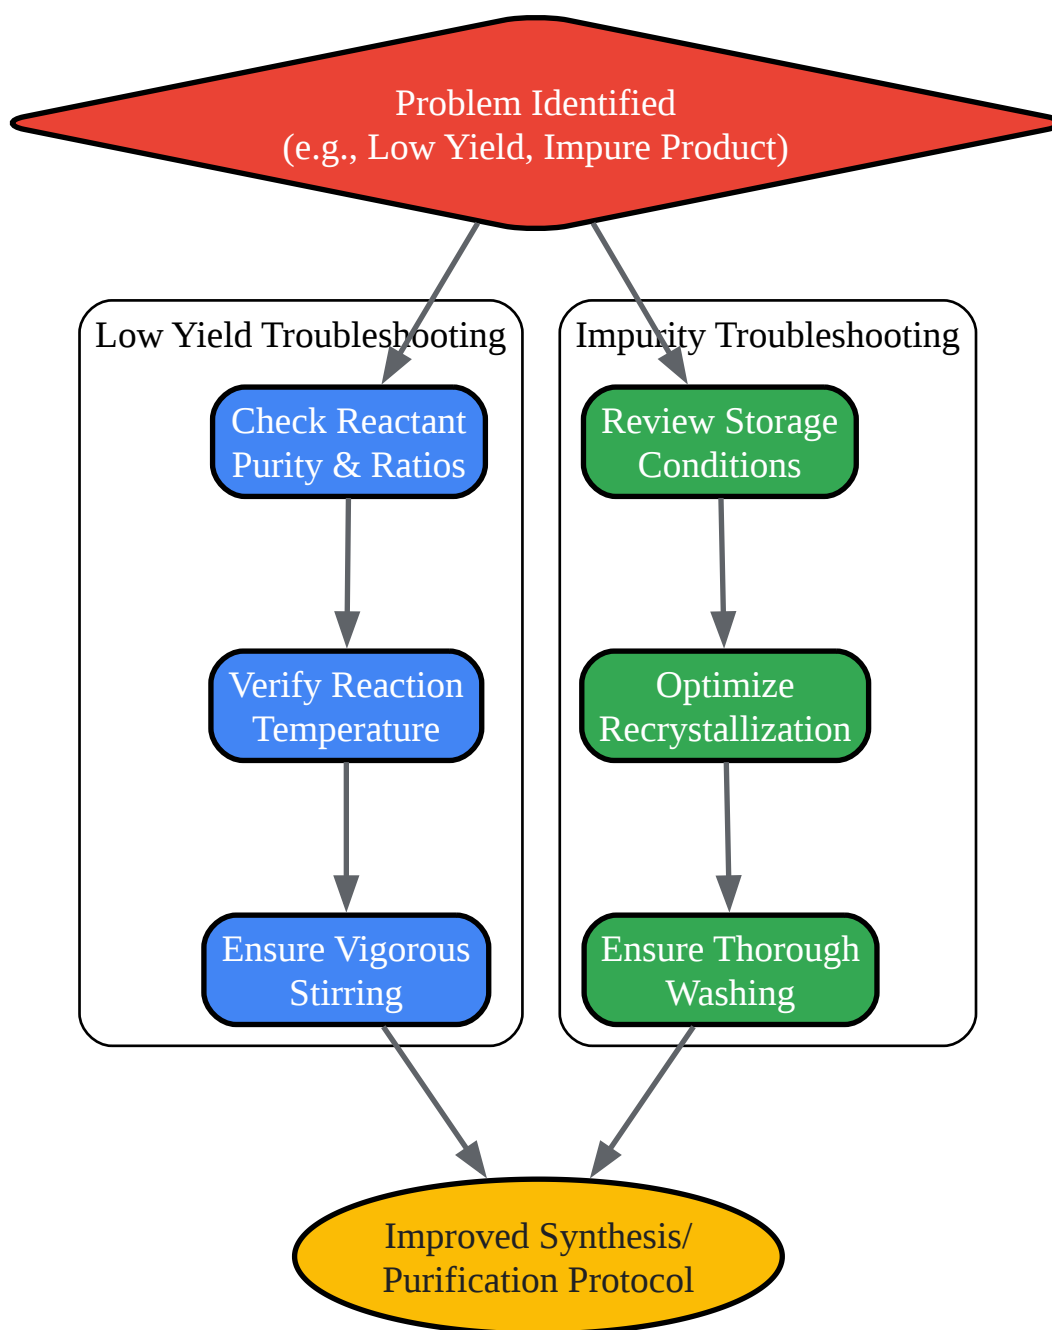 Problem Identified
(e.g., Low Yield, Impure Product)
Low Yield Troubleshooting
Check Reactant
Purity & Ratios
Verify Reaction
Temperature
Ensure Vigorous
Stirring
Impurity Troubleshooting
Review Storage
Conditions
Optimize
Recrystallization
Ensure Thorough
Washing
Improved Synthesis/
Purification Protocol